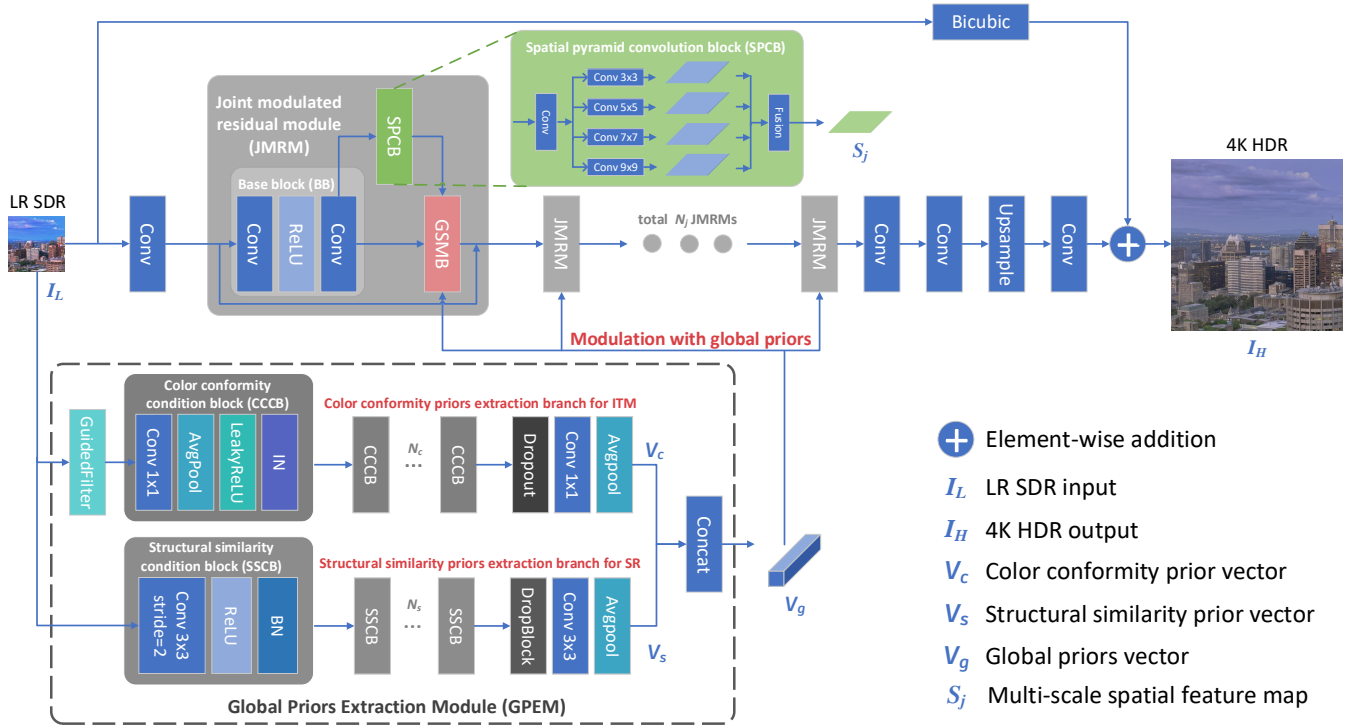 Bicubic
Spatial pyramid convolution block (SPCB)
Conv
Conv 3x3
Conv 5x5
Conv 7x7
Conv 9x9
Fusion
S_j
Joint modulated
residual module
(JMRM)
SPCB
Base block (BB)
Conv
ReLU
Conv
GSMB
LR SDR
I_L
Conv
JMRM
total N_j JMRMs
JMRM
Conv
Conv
Upsample
Conv
4K HDR
I_H
Modulation with global priors
GuidedFilter
Color conformity
condition block (CCCB)
Conv 1x1
AvgPool
LeakyReLU
IN
Color conformity priors extraction branch for ITM
CCCB
N_c
...
CCCB
Dropout
Conv 1x1
Avgpool
V_c
Structural similarity
condition block (SSCB)
Conv 3x3
stride=2
ReLU
BN
Structural similarity priors extraction branch for SR
SSCB
N_s
...
SSCB
DropBlock
Conv 3x3
Avgpool
V_s
Concat
V_g
Global Priors Extraction Module (GPEM)
Element-wise addition
I_L LR SDR input
I_H 4K HDR output
V_c Color conformity prior vector
V_s Structural similarity prior vector
V_g Global priors vector
S_j Multi-scale spatial feature map